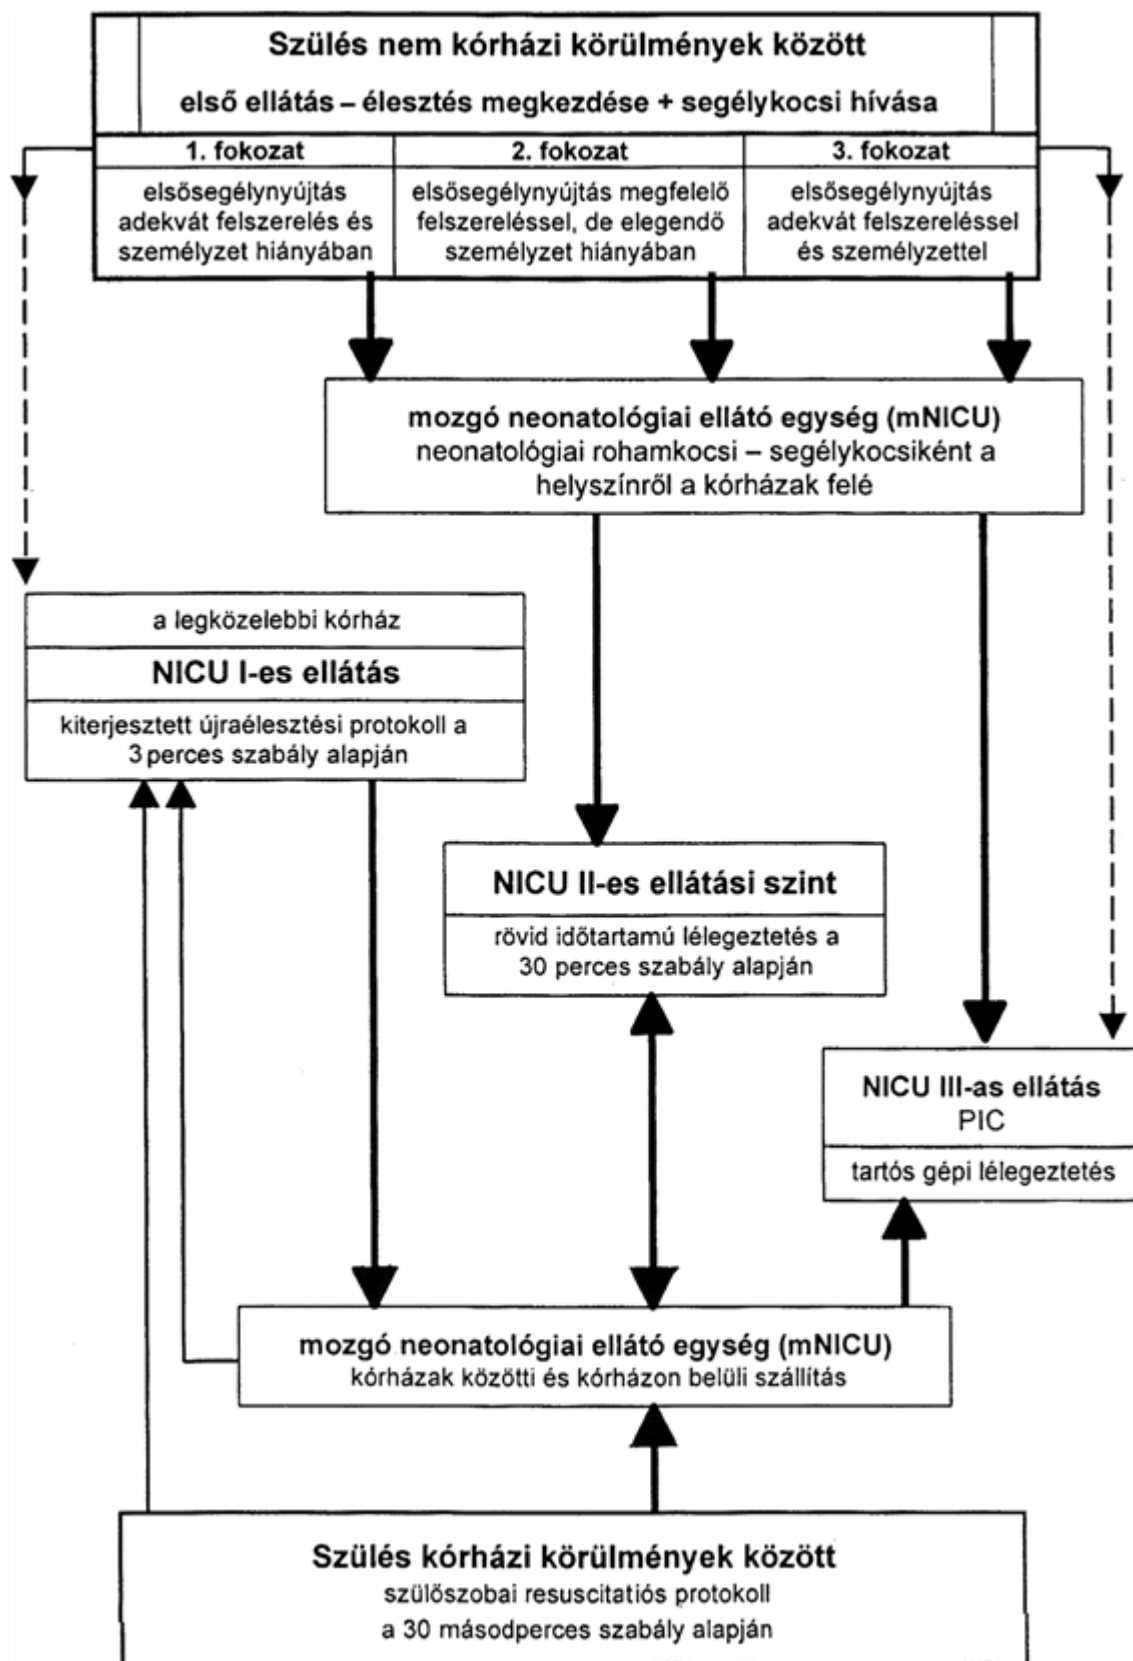 Szülés nem kórházi körülmények között
első ellátás – élesztés megkezdése + segélykocsi hívása
1. fokozat
elsősegélynyújtás
adekvát felszerelés és
személyzet hiányában
2. fokozat
elsősegélynyújtás megfelelő
felszereléssel, de elegendő
személyzet hiányában
3. fokozat
elsősegélynyújtás
adekvát felszereléssel
és személyzettel
mozgó neonatológiai ellátó egység (mNICU)
neonatológiai rohamkocsi – segélykocsiként a
helyszínről a kórházak felé
a legközelebbi kórház
NICU I-es ellátás
kiterjesztett újraélesztési protokoll a
3 perces szabály alapján
NICU II-es ellátási szint
rövid időtartamú lélegeztetés a
30 perces szabály alapján
NICU III-as ellátás
PIC
tartós gépi lélegeztetés
mozgó neonatológiai ellátó egység (mNICU)
kórházak közötti és kórházon belüli szállítás
Szülés kórházi körülmények között
szülőszobai resuscitatiós protokoll
a 30 másodperces szabály alapján